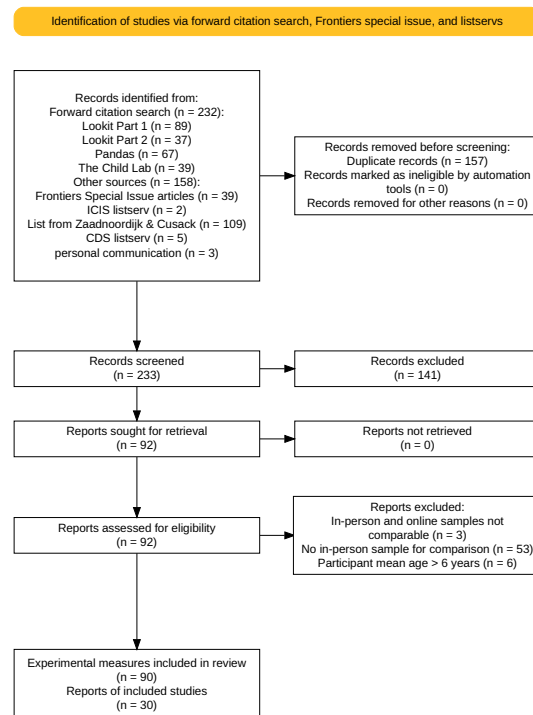 Identification of studies via forward citation search, Frontiers special issue, and listservs
Records identified from:
Forward citation search (n = 232):
Lookit Part 1 (n = 89)
Lookit Part 2 (n = 37)
Pandas (n = 67)
The Child Lab (n = 39)
Other sources (n = 158):
Frontiers Special Issue articles (n = 39)
ICIS listserv (n = 2)
List from Zaadnoordijk & Cusack (n = 109)
CDS listserv (n = 5)
personal communication (n = 3)
Records removed before screening:
Duplicate records (n = 157)
Records marked as ineligible by automation
tools (n = 0)
Records removed for other reasons (n = 0)
Records screened
(n = 233)
Records excluded
(n = 141)
Reports sought for retrieval
(n = 92)
Reports not retrieved
(n = 0)
Reports assessed for eligibility
(n = 92)
Reports excluded:
In-person and online samples not
comparable (n = 3)
No in-person sample for comparison (n = 53)
Participant mean age > 6 years (n = 6)
Experimental measures included in review
(n = 90)
Reports of included studies
(n = 30)